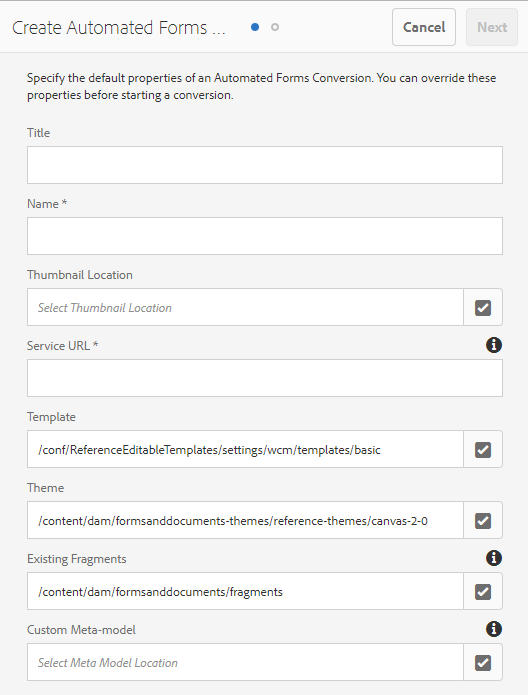 Create Automated Forms ...
Cancel
Next
Specify the default properties of an Automated Forms Conversion. You can override these
properties before starting a conversion.
Title
Name *
Thumbnail Location
Select Thumbnail Location
Service URL *
Template
/conf/ReferenceEditableTemplates/settings/wcm/templates/basic
Theme
/content/dam/formsanddocuments-themes/reference-themes/canvas-2-0
Existing Fragments
/content/dam/formsanddocuments/fragments
Custom Meta-model
Select Meta Model Location